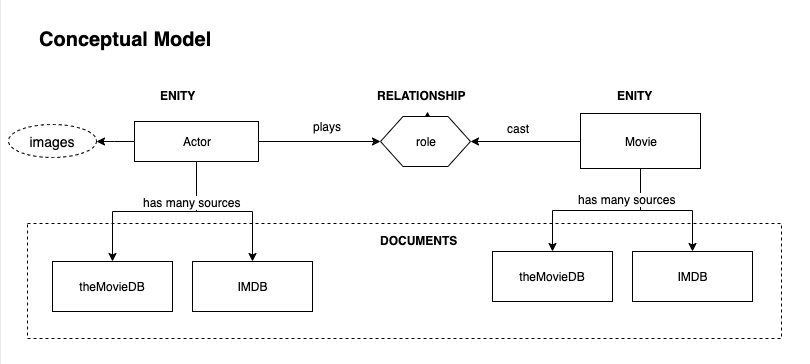 Conceptual Model
ENITY
RELATIONSHIP
ENITY
images
Actor
plays
role
cast
Movie
has many sources
has many sources
DOCUMENTS
theMovieDB
IMDB
theMovieDB
IMDB